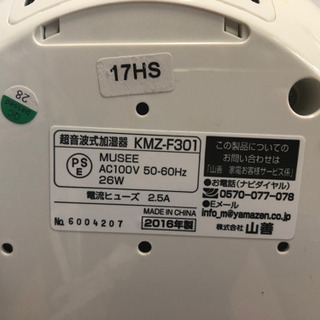 17HS
28
超音波式加湿器 KMZ-F301
PS
E
MUSEE
AC100V 50-60Hz
26W
電流ヒューズ 2.5A
MADE IN CHINA
No. 6004207
2016年製
この製品についての
お問い合わせは
「山善 家電お客様サービス係」
●お電話(ナビダイヤル)
0570-077-078
●Eメール
info_m@yamazen.co.jp
株式会社 山善